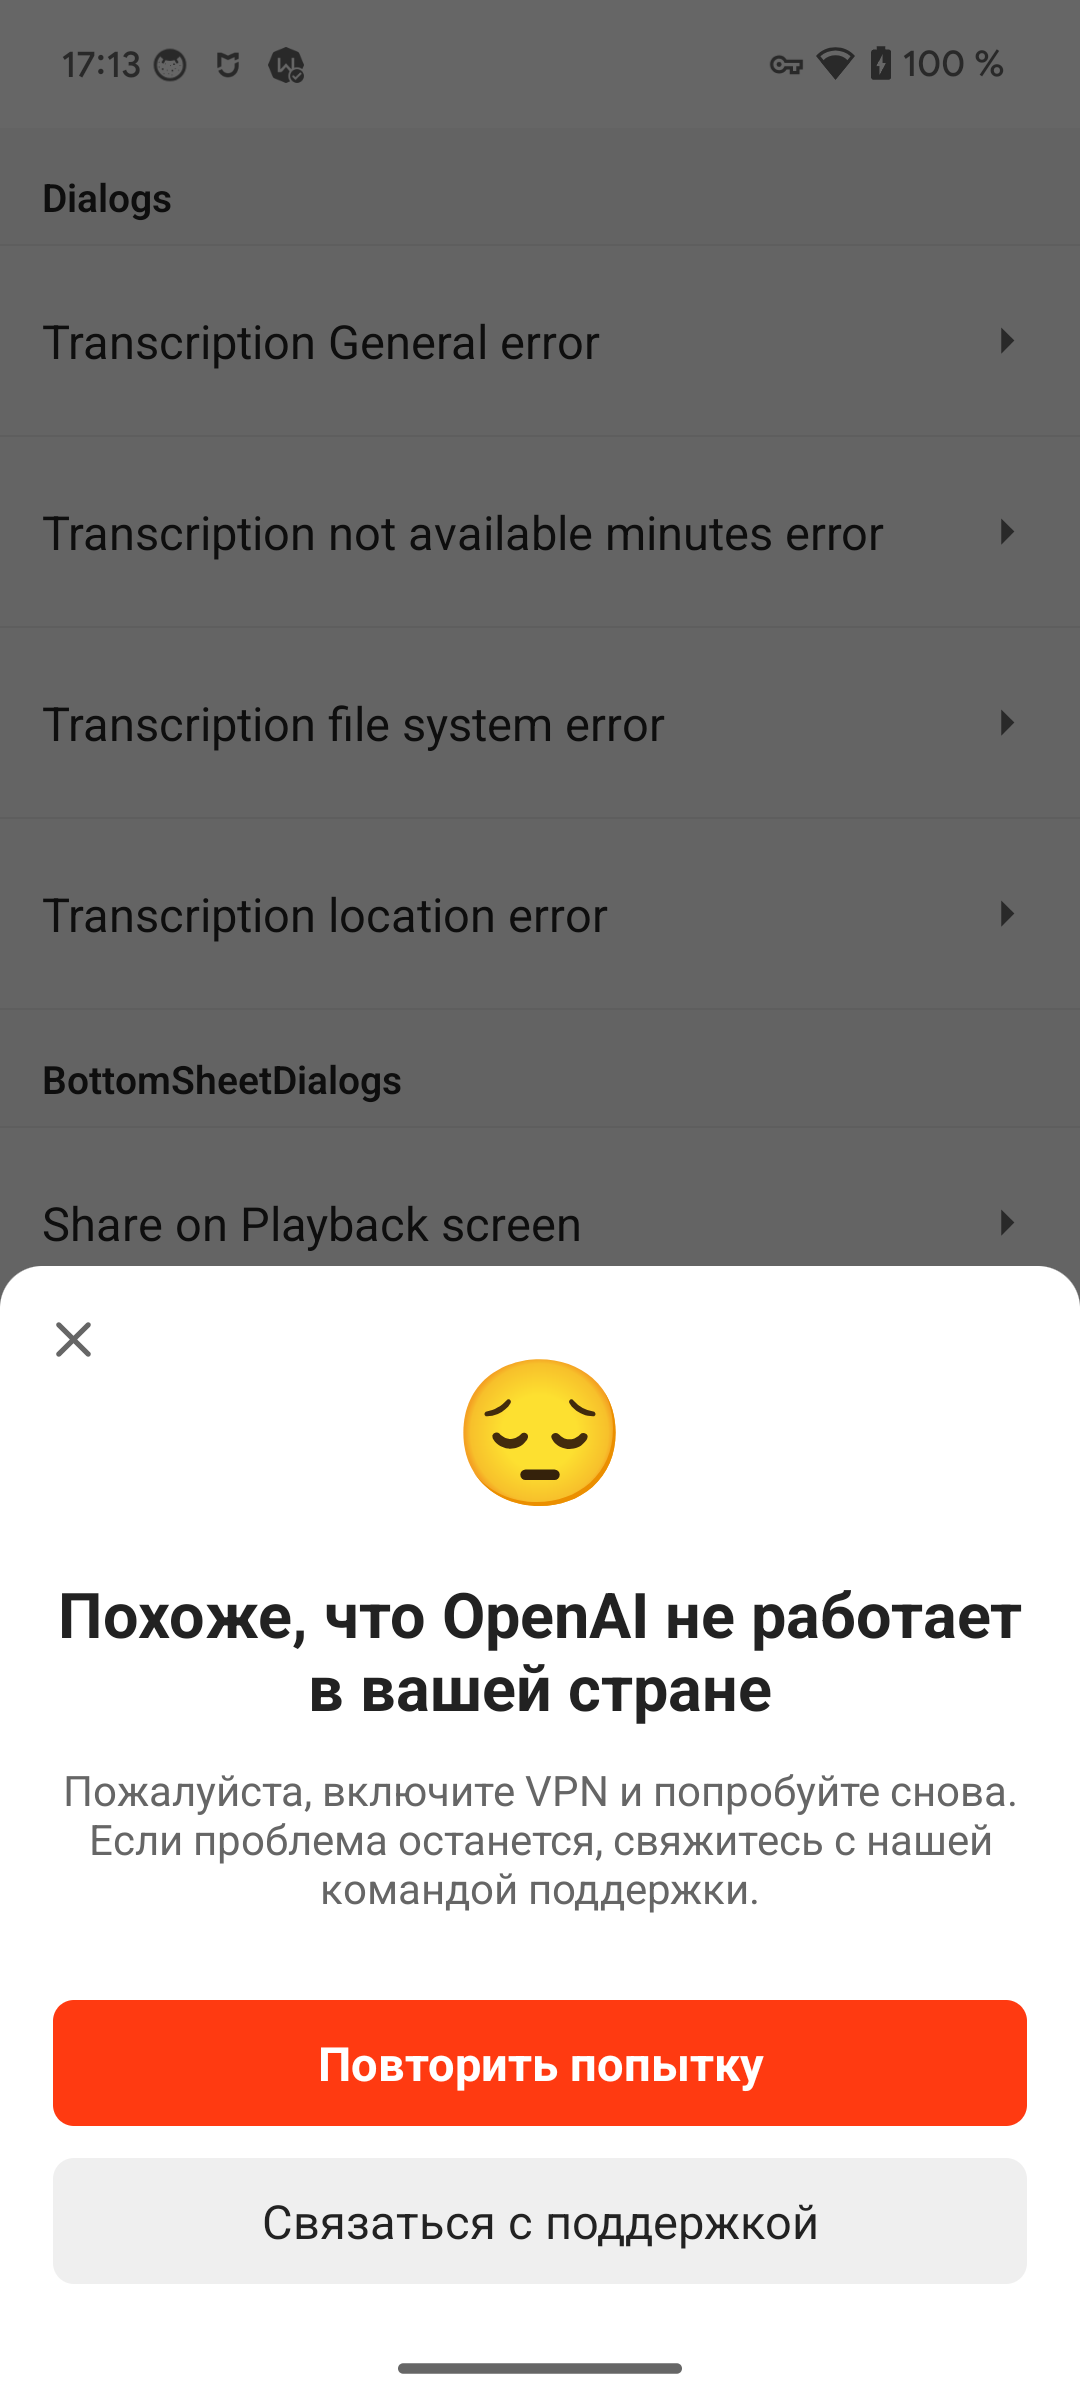 17:13
100 %
Dialogs
Transcription General error
Transcription not available minutes error
Transcription file system error
Transcription location error
BottomSheetDialogs
Share on Playback screen
Похоже, что OpenAI не работает
в вашей стране
Пожалуйста, включите VPN и попробуйте снова.
Если проблема останется, свяжитесь с нашей
командой поддержки.
Повторить попытку
Связаться с поддержкой